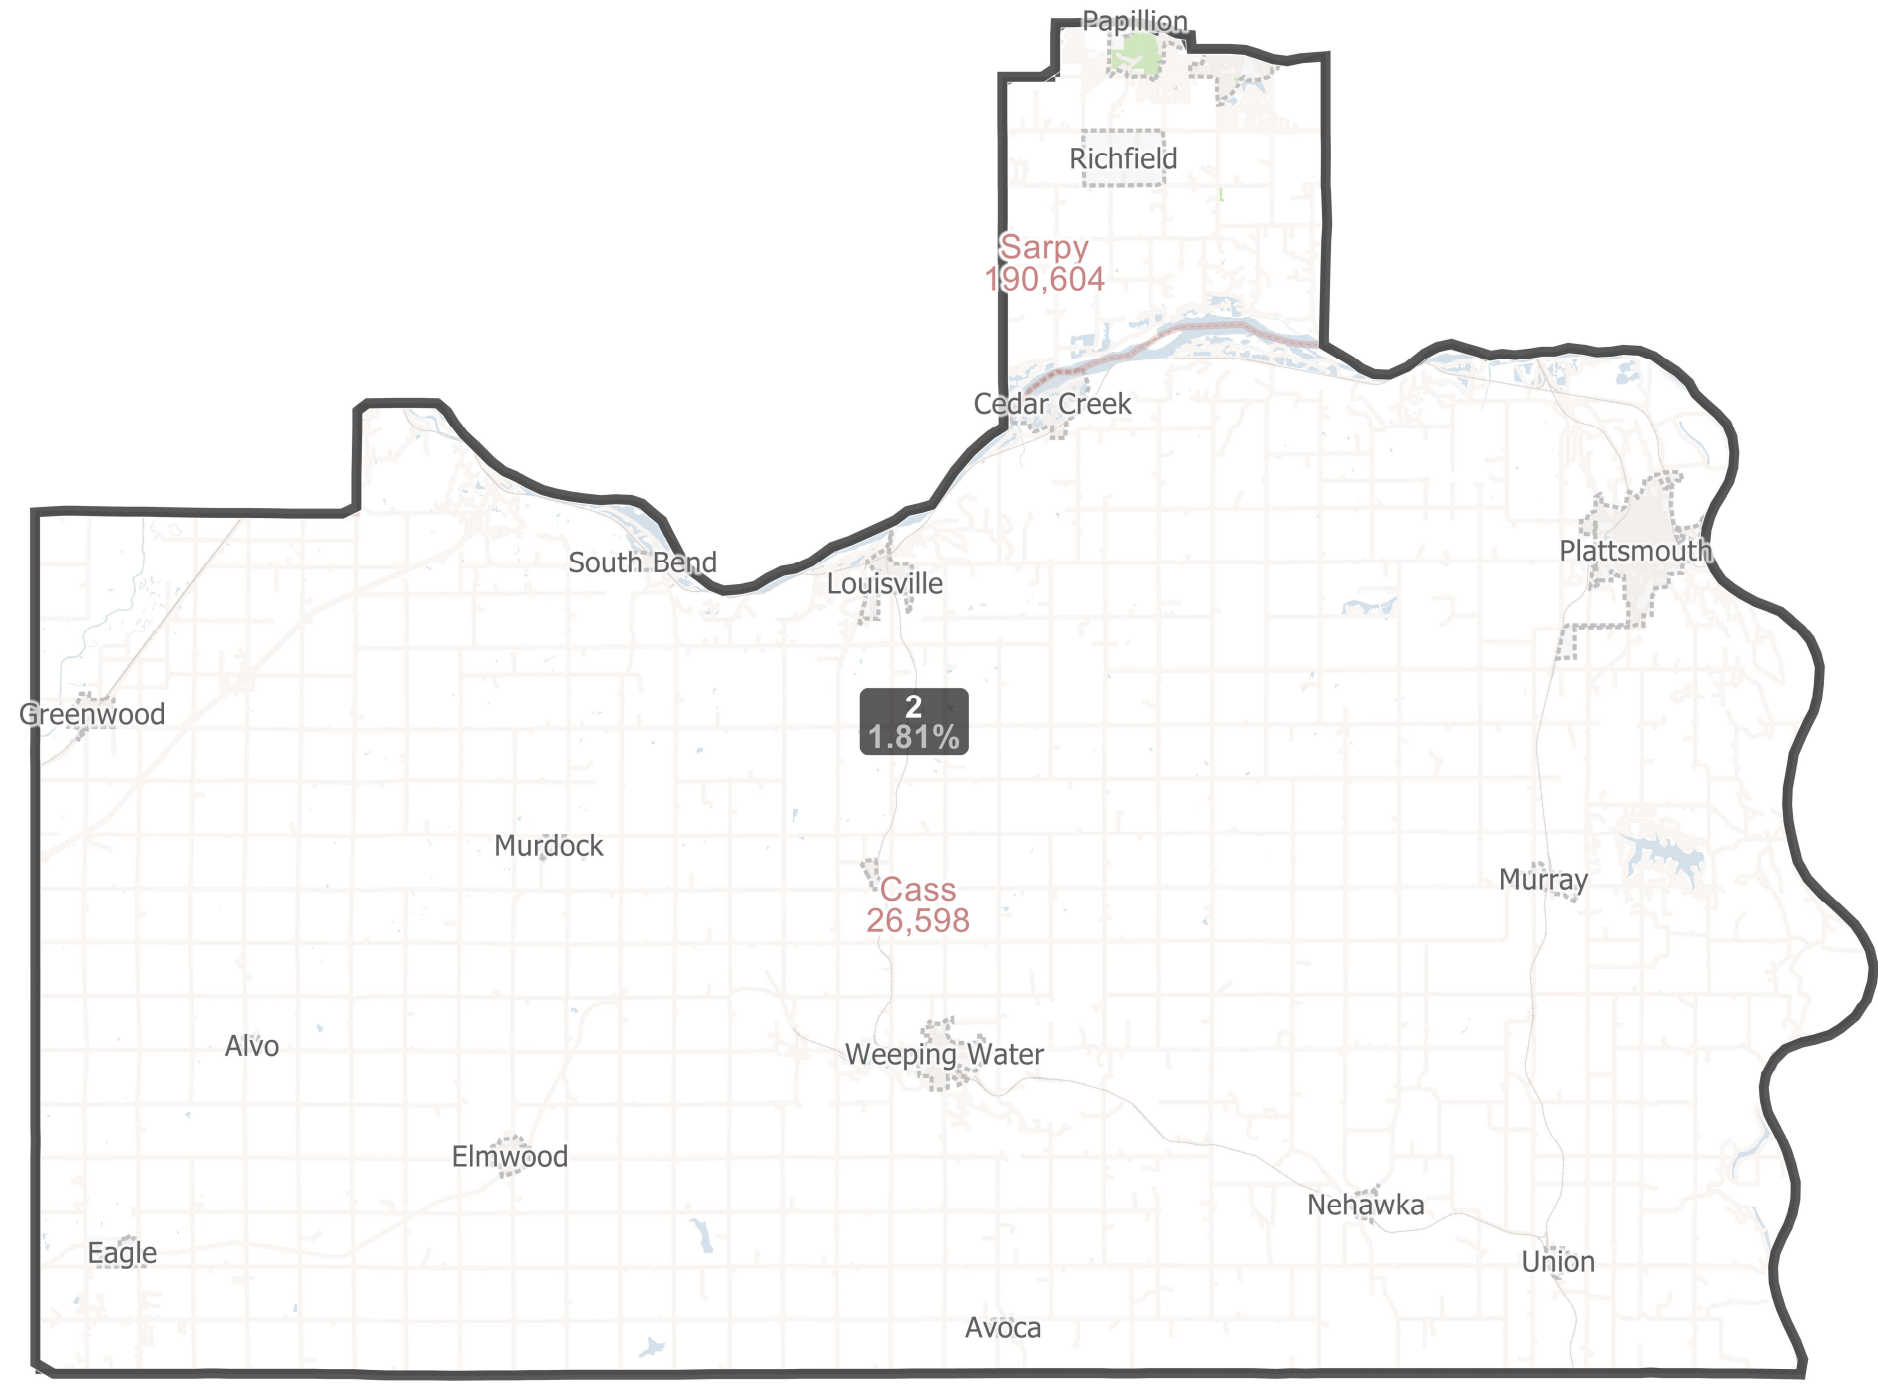 Papillion
Richfield
Sarpy
190,604
Cedar Creek
South Bend
Louisville
Plattsmouth
Greenwood
2
1.81%
Murdock
Murray
Cass
26,598
Alvo
Weeping Water
Elmwood
Nehawka
Eagle
Union
Avoca